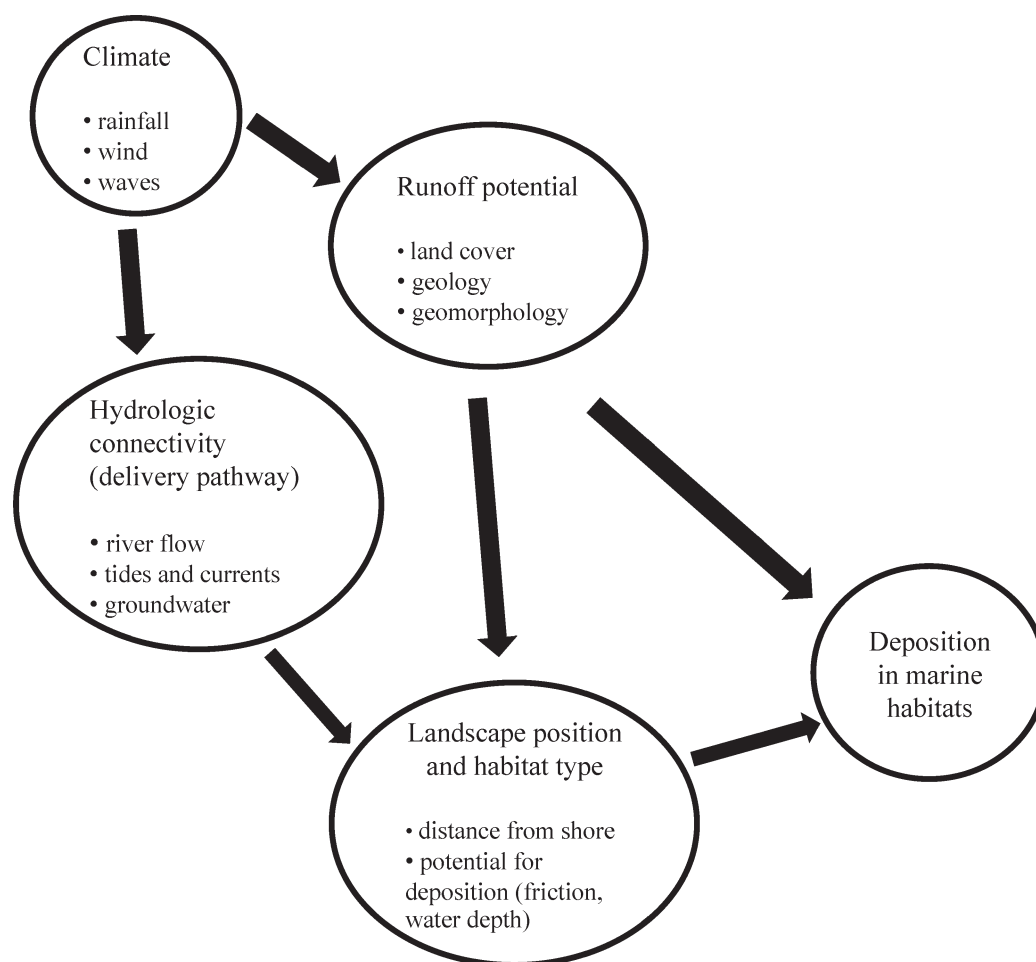 Climate
• rainfall
• wind
• waves
Runoff potential
• land cover
• geology
• geomorphology
Hydrologic
connectivity
(delivery pathway)
• river flow
• tides and currents
• groundwater
Landscape position
and habitat type
• distance from shore
• potential for
deposition (friction,
water depth)
Deposition
in marine
habitats